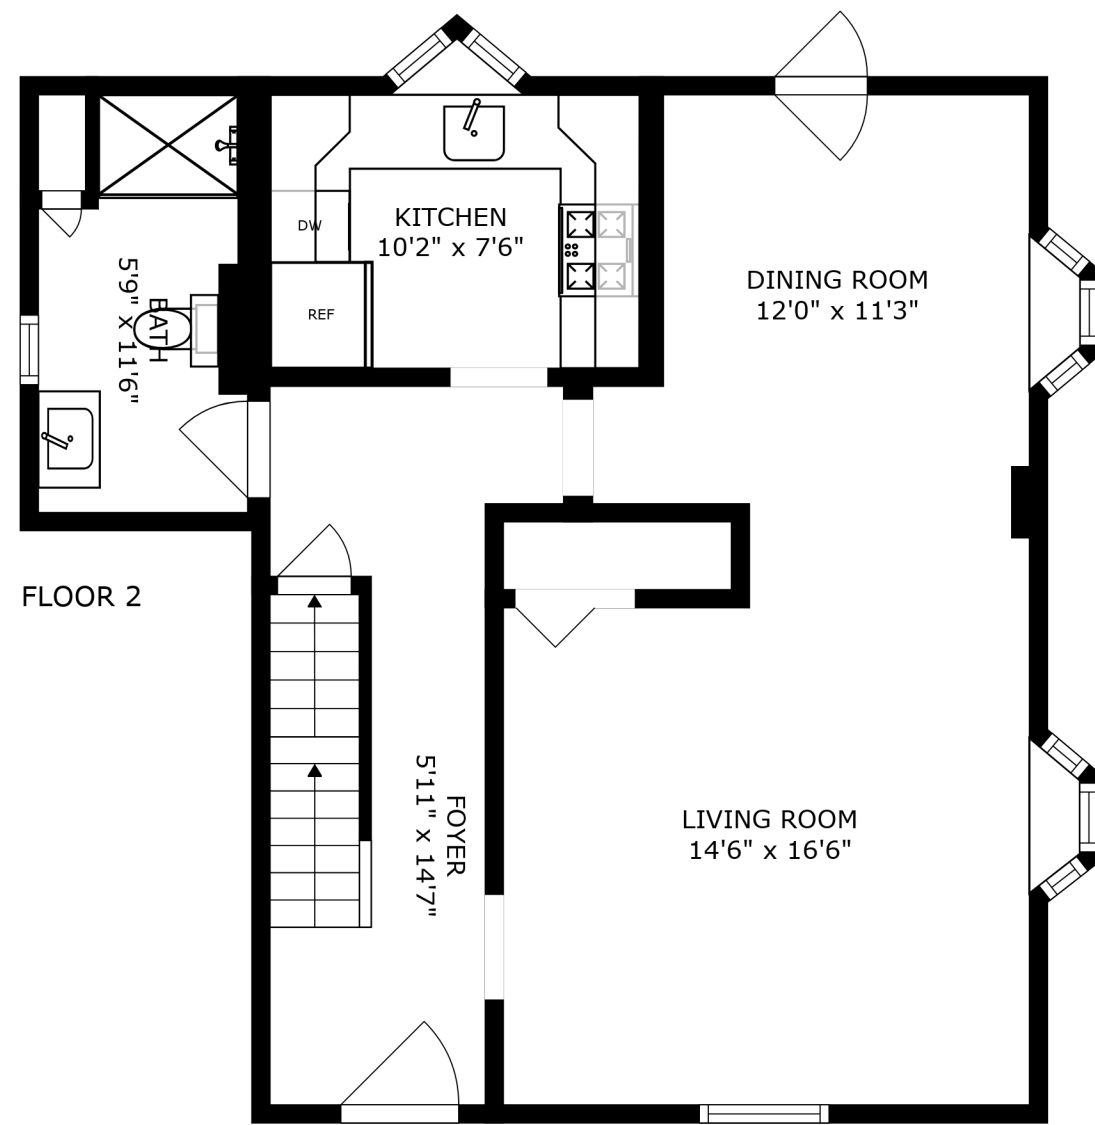 KITCHEN
10'2" x 7'6"
DW
REF
DINING ROOM
12'0" x 11'3"
BATH
5'9" x 11'6"
FLOOR 2
FOYER
5'11" x 14'7"
LIVING ROOM
14'6" x 16'6"